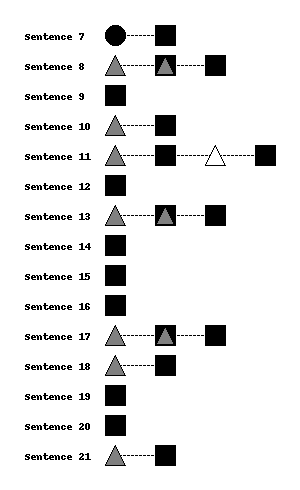 Sentence 7
Sentence 8
Sentence 9
Sentence 10
Sentence 11
Sentence 12
Sentence 13
Sentence 14
Sentence 15
Sentence 16
Sentence 17
Sentence 18
Sentence 19
Sentence 20
Sentence 21